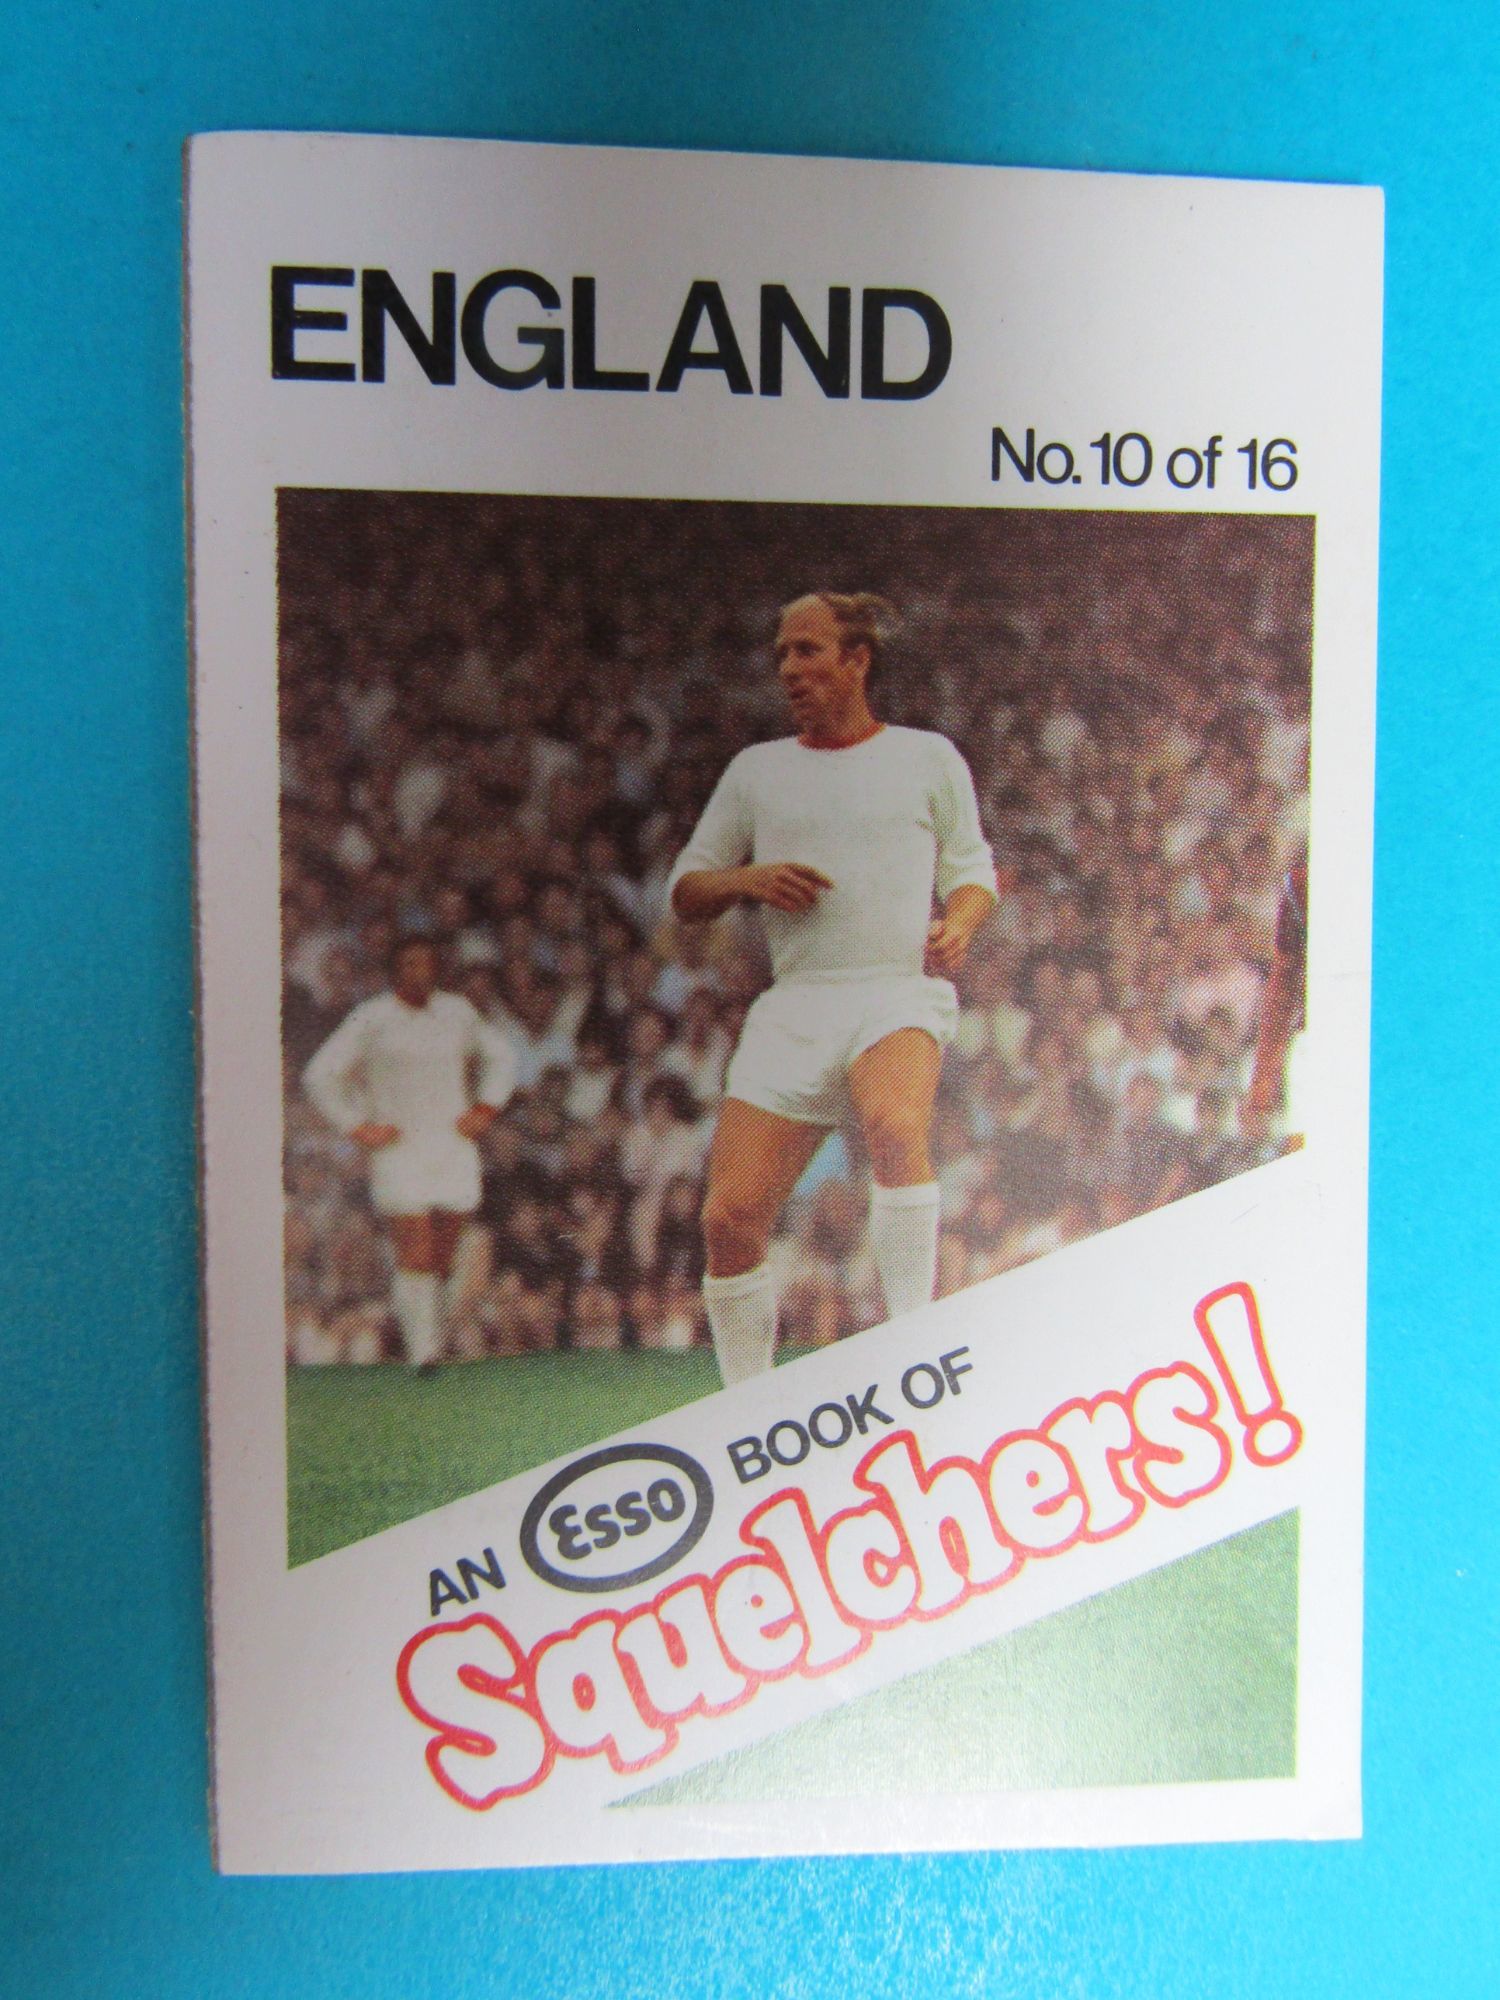 ENGLAND
No. 10 of 16
AN Esso BOOK OF
Squelchers!